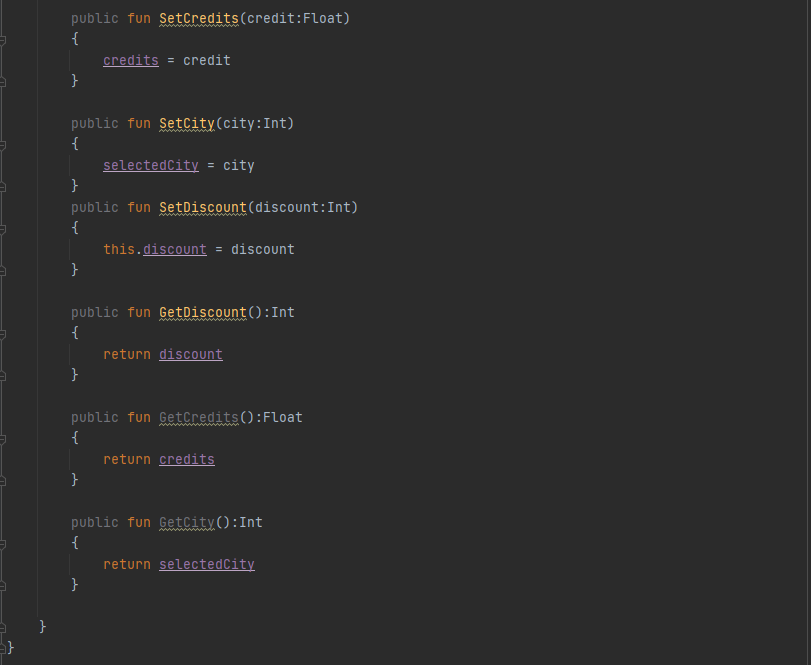 public fun SetCredits(credit:Float)
{
credits = credit
}
public fun SetCity(city:Int)
{
selectedCity = city
}
public fun SetDiscount(discount:Int)
{
this.discount = discount
}
public fun GetDiscount():Int
{
return discount
}
public fun GetCredits():Float
{
return credits
}
public fun GetCity():Int
{
return selectedCity
}
}
}